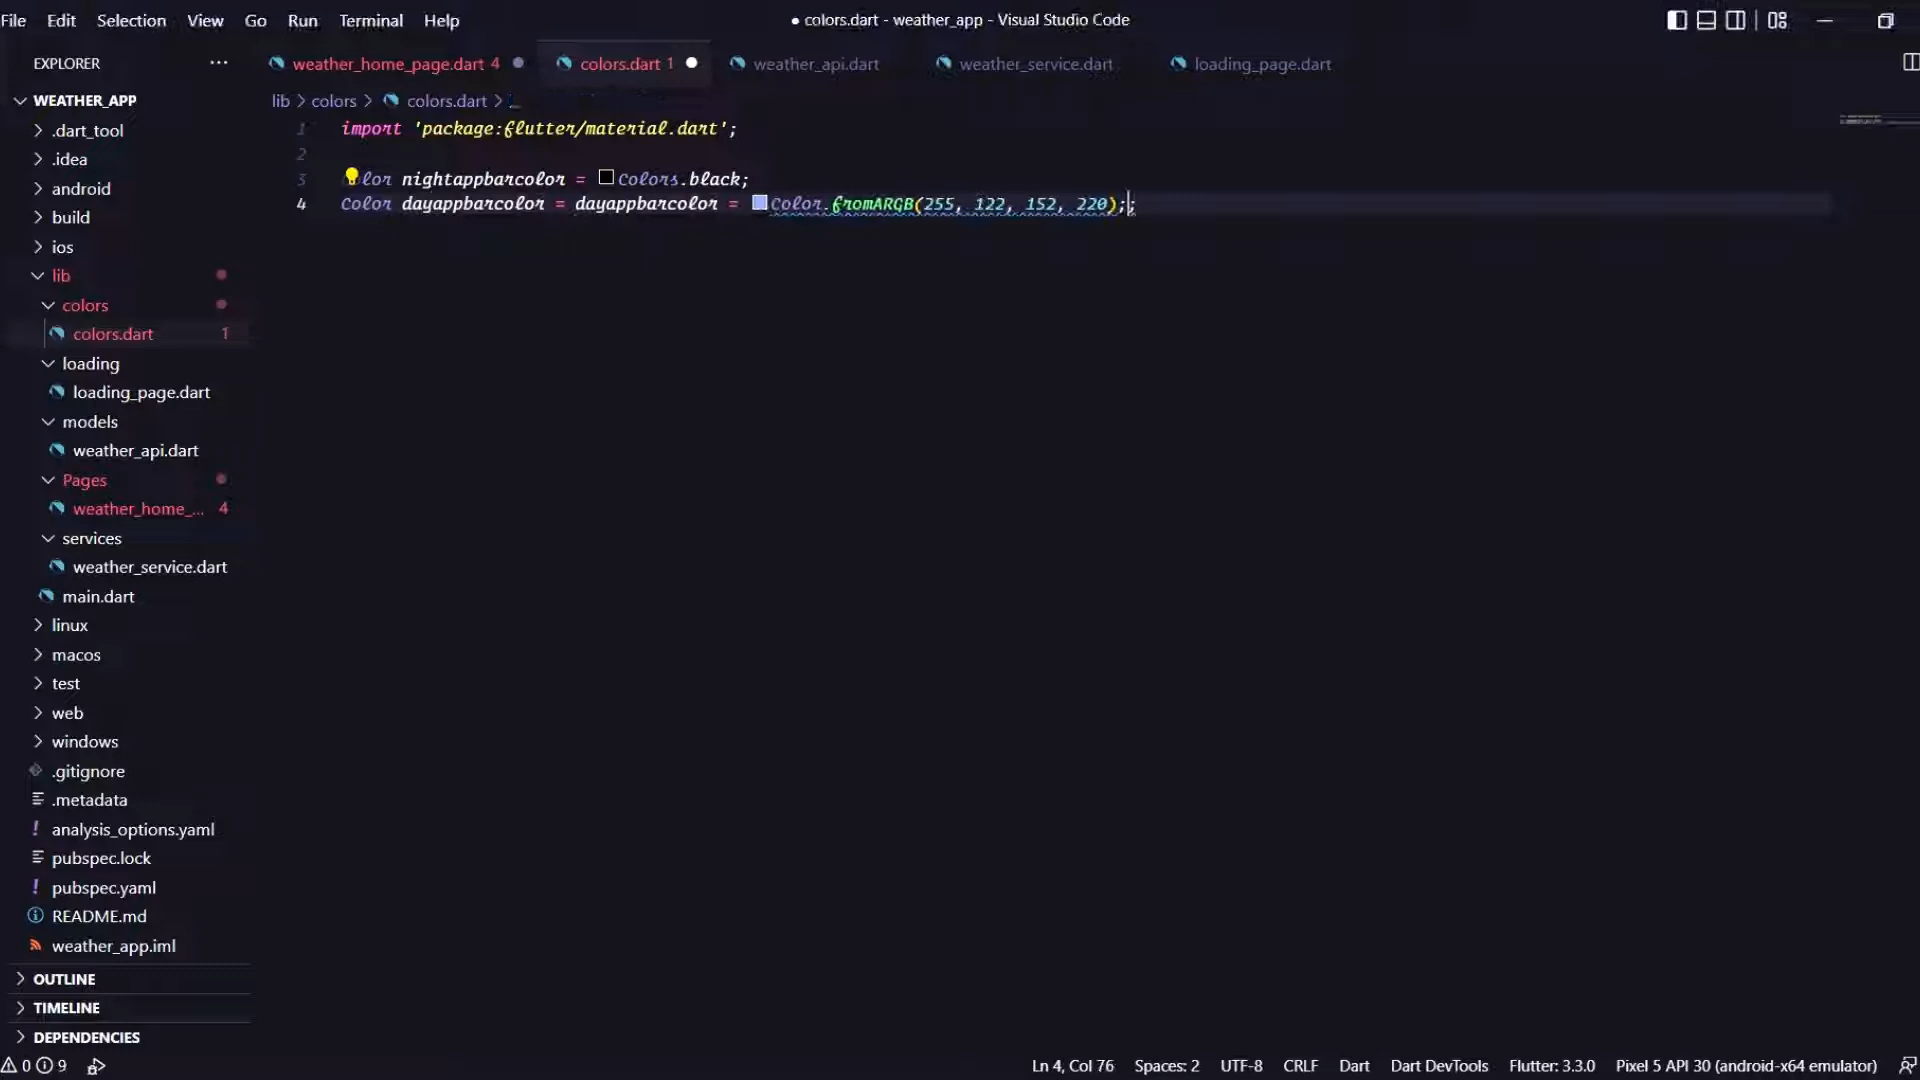 File Edit Selection View Go Run Terminal Help
● colors.dart - weather_app - Visual Studio Code
EXPLORER ...
weather_home_page.dart 4
colors.dart 1
weather_api.dart
weather_service.dart
loading_page.dart
WEATHER_APP
.dart_tool
.idea
android
build
ios
lib
colors
colors.dart 1
loading
loading_page.dart
models
weather_api.dart
Pages
weather_home_... 4
services
weather_service.dart
main.dart
linux
macos
test
web
windows
.gitignore
.metadata
analysis_options.yaml
pubspec.lock
pubspec.yaml
README.md
weather_app.iml
OUTLINE
TIMELINE
DEPENDENCIES
lib > colors > colors.dart >
1 import 'package:flutter/material.dart';
2
3 lor nightappbarcolor = Colors.black;
4 Color dayappbarcolor = dayappbarcolor = Color.fromARGB(255, 122, 152, 220);;
0 9
Ln 4, Col 76 Spaces: 2 UTF-8 CRLF Dart Dart DevTools Flutter: 3.3.0 Pixel 5 API 30 (android-x64 emulator)